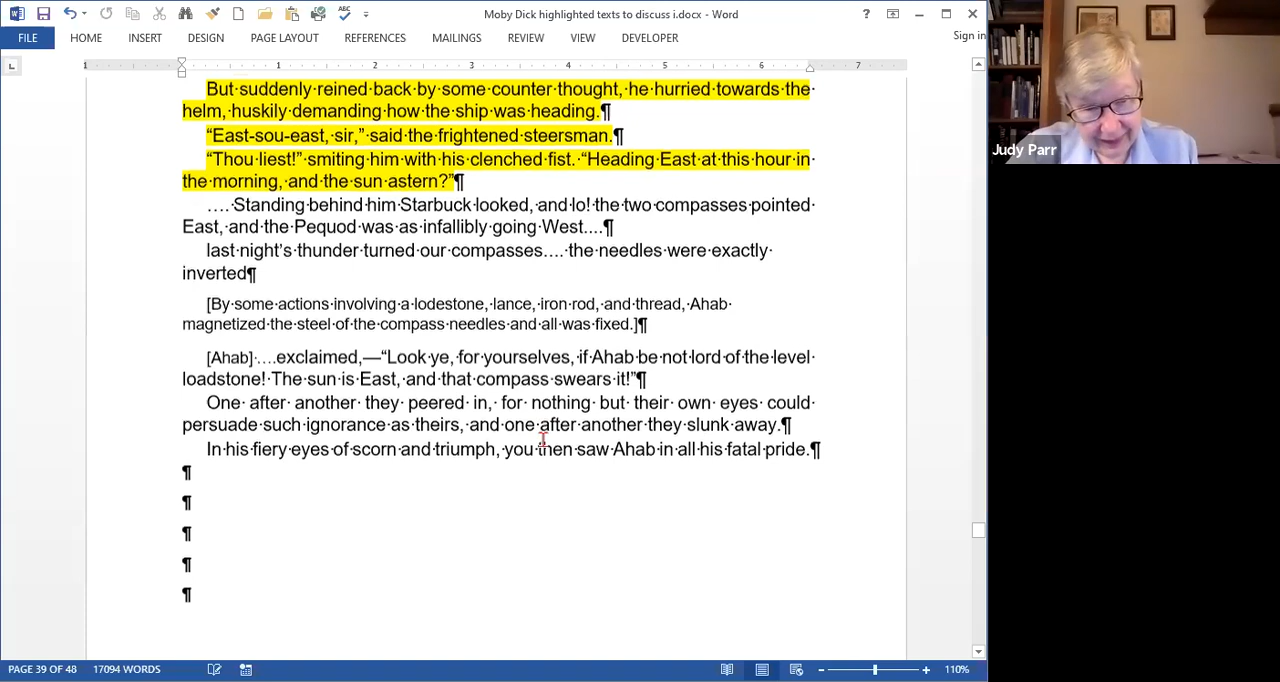 Moby Dick highlighted texts to discuss i.docx - Word
FILE HOME INSERT DESIGN PAGE LAYOUT REFERENCES MAILINGS REVIEW VIEW DEVELOPER Sign in
1 1 2 3 4 5 6 7
But suddenly reined back by some counter thought, he hurried towards the
helm, huskily demanding how the ship was heading.¶
“East-sou-east, sir,” said the frightened steersman.¶
“Thou liest!” smiting him with his clenched fist. “Heading East at this hour in
the morning, and the sun astern?”¶
…. Standing behind him Starbuck looked, and lo! the two compasses pointed
East, and the Pequod was as infallibly going West....¶
last night’s thunder turned our compasses…. the needles were exactly
inverted¶
[By some actions involving a lodestone, lance, iron rod, and thread, Ahab
magnetized the steel of the compass needles and all was fixed.]¶
[Ahab] ….exclaimed,—“Look ye, for yourselves, if Ahab be not lord of the level
loadstone! The sun is East, and that compass swears it!”¶
One after another they peered in, for nothing but their own eyes could
persuade such ignorance as theirs, and one after another they slunk away.¶
In his fiery eyes of scorn and triumph, you then saw Ahab in all his fatal pride.¶
¶
¶
¶
¶
¶
PAGE 39 OF 48 17094 WORDS 110%
Judy Parr